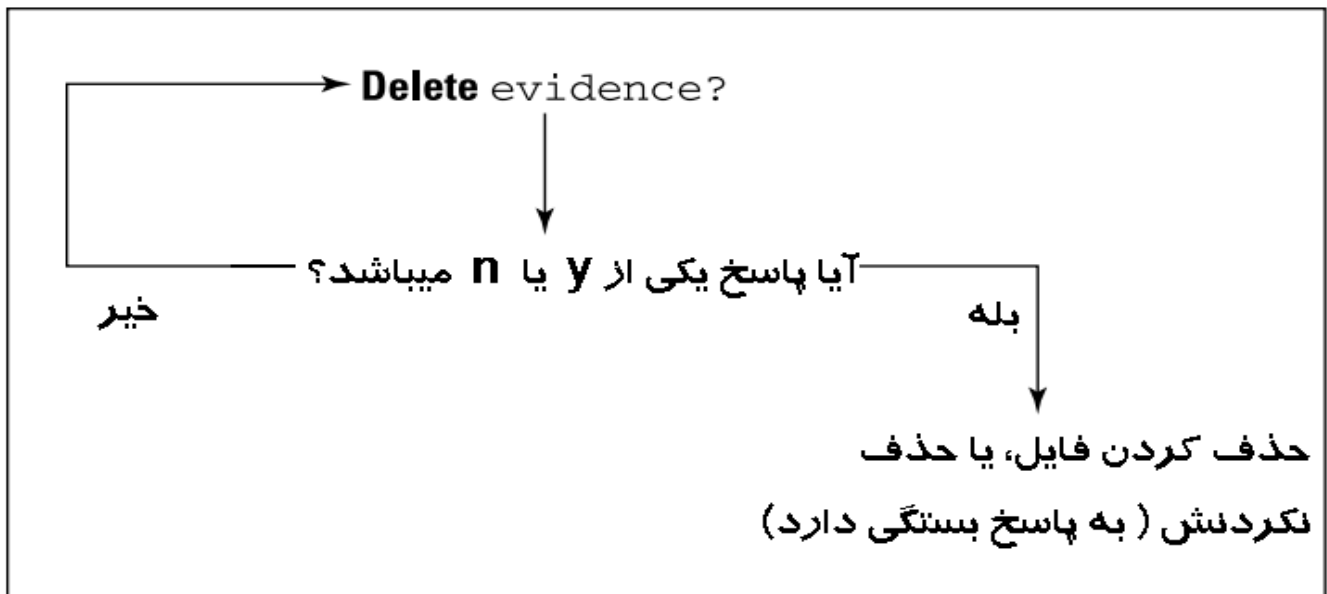 Delete evidence?
آیا پاسخ یکی از y یا n میباشد؟
خیر
بله
حذف کردن فایل، یا حذف
نکردنش ( به پاسخ بستگی دارد)